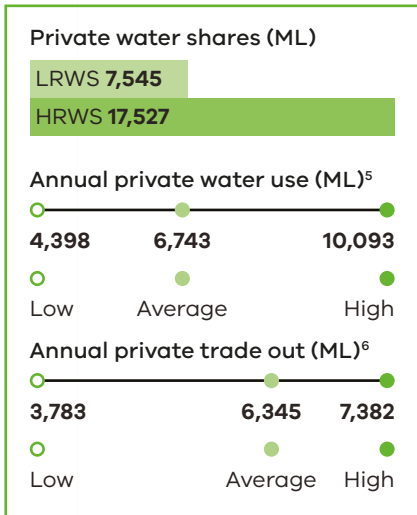 Private water shares (ML)
LRWS 7,545
HRWS 17,527
Annual private water use (ML)⁵
4,398 6,743 10,093
Low Average High
Annual private trade out (ML)⁶
3,783 6,345 7,382
Low Average High